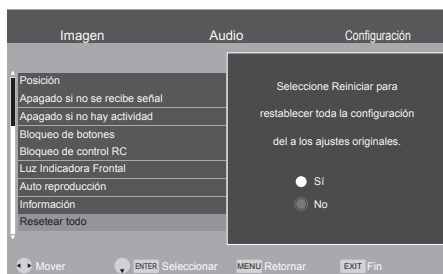 Imagen Audio Configuración
Posición
Apagado si no se recibe señal
Apagado si no hay actividad
Bloqueo de botones
Bloqueo de control RC
Luz Indicadora Frontal
Auto reproducción
Información
Resetear todo
Seleccione Reiniciar para
restablecer toda la configuración
del a los ajustes originales.
Sí
No
Mover ENTER Seleccionar MENU Retornar EXIT Fin